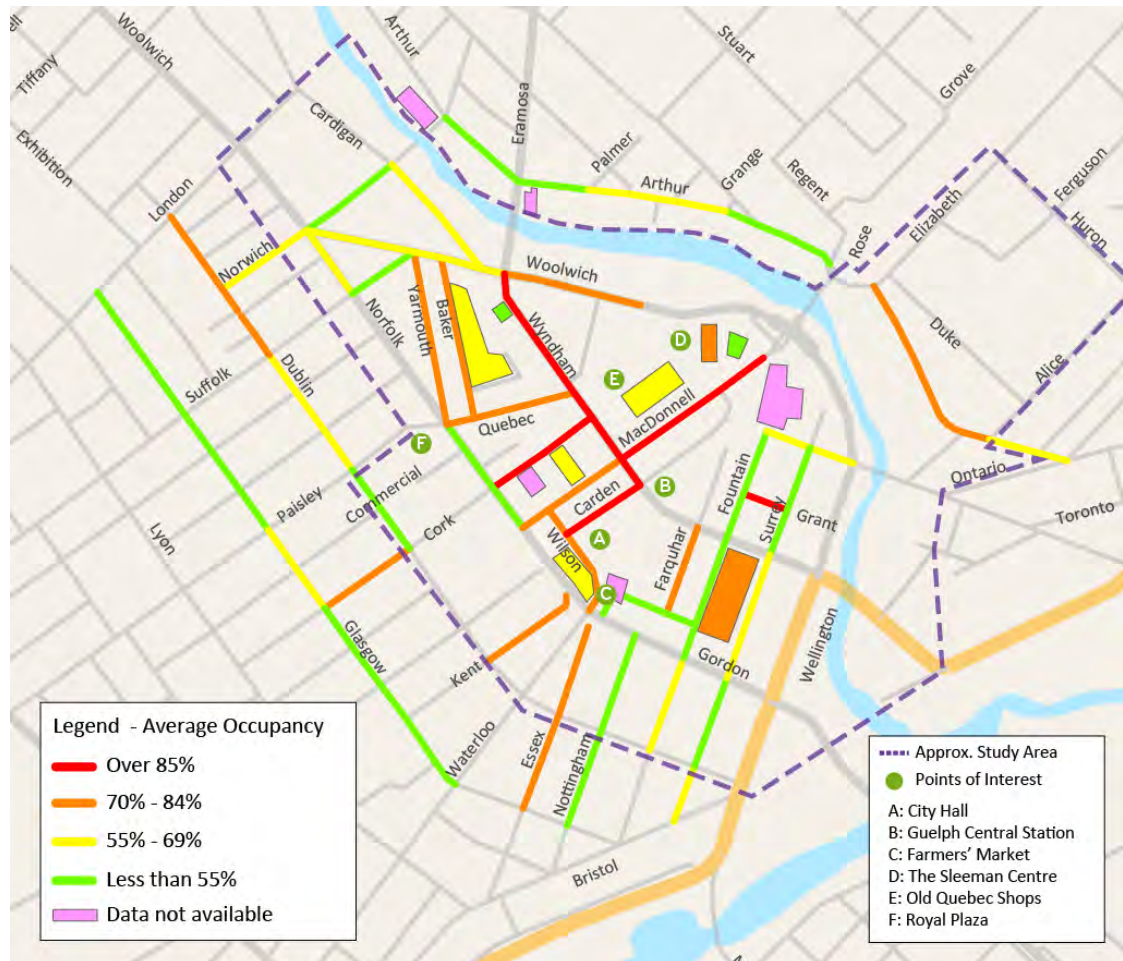 Woolwich
Arthur
Stuart
Tiffany
Eramosa
Grove
Cardigan
Exhibition
Palmer
Grange
Regent
Ferguson
Arthur
London
Elizabeth
Huron
Rose
Norwich
Woolwich
Yarmouth
Baker
Norfolk
Wyndham
D
Duke
Dublin
E
Alice
Suffolk
MacDonnell
Quebec
F
Commercial
Paisley
Carden
B
Fountain
Surrey
Ontario
Toronto
Lyon
Cork
Grant
Wilson
A
Farquhar
C
Wellington
Glasgow
Kent
Gordon
Waterloo
Essex
Nottingham
Bristol
Legend - Average Occupancy
Over 85%
70% - 84%
55% - 69%
Less than 55%
Data not available
Approx. Study Area
Points of Interest
A: City Hall
B: Guelph Central Station
C: Farmers' Market
D: The Sleeman Centre
E: Old Quebec Shops
F: Royal Plaza